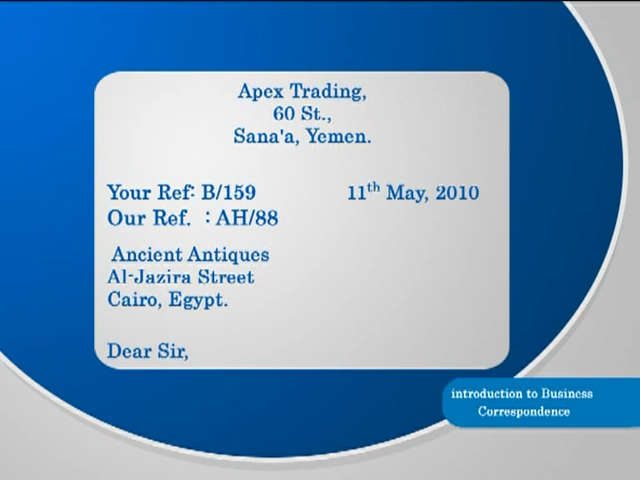 Apex Trading,
60 St.,
Sana'a, Yemen.
Your Ref: B/159 11th May, 2010
Our Ref. : AH/88
Ancient Antiques
Al-Jazira Street
Cairo, Egypt.
Dear Sir,
introduction to Business
Correspondence